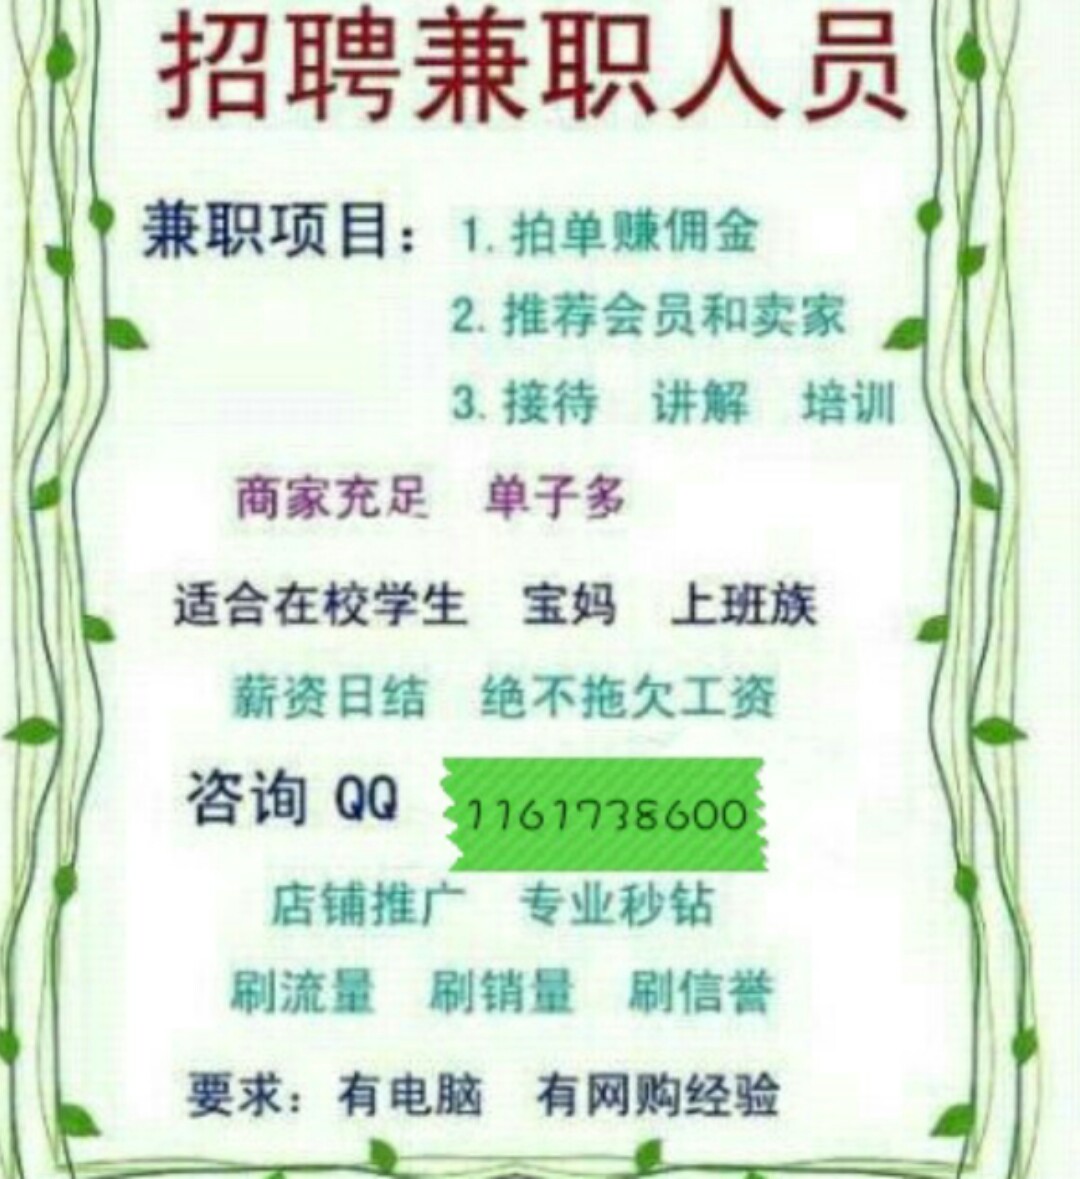 招聘兼职人员
兼职项目：1.拍单赚佣金
2.推荐会员和卖家
3.接待 讲解 培训
商家充足 单子多
适合在校学生 宝妈 上班族
薪资日结 绝不拖欠工资
咨询 QQ 1161738600
店铺推广 专业秒钻
刷流量 刷销量 刷信誉
要求：有电脑 有网购经验